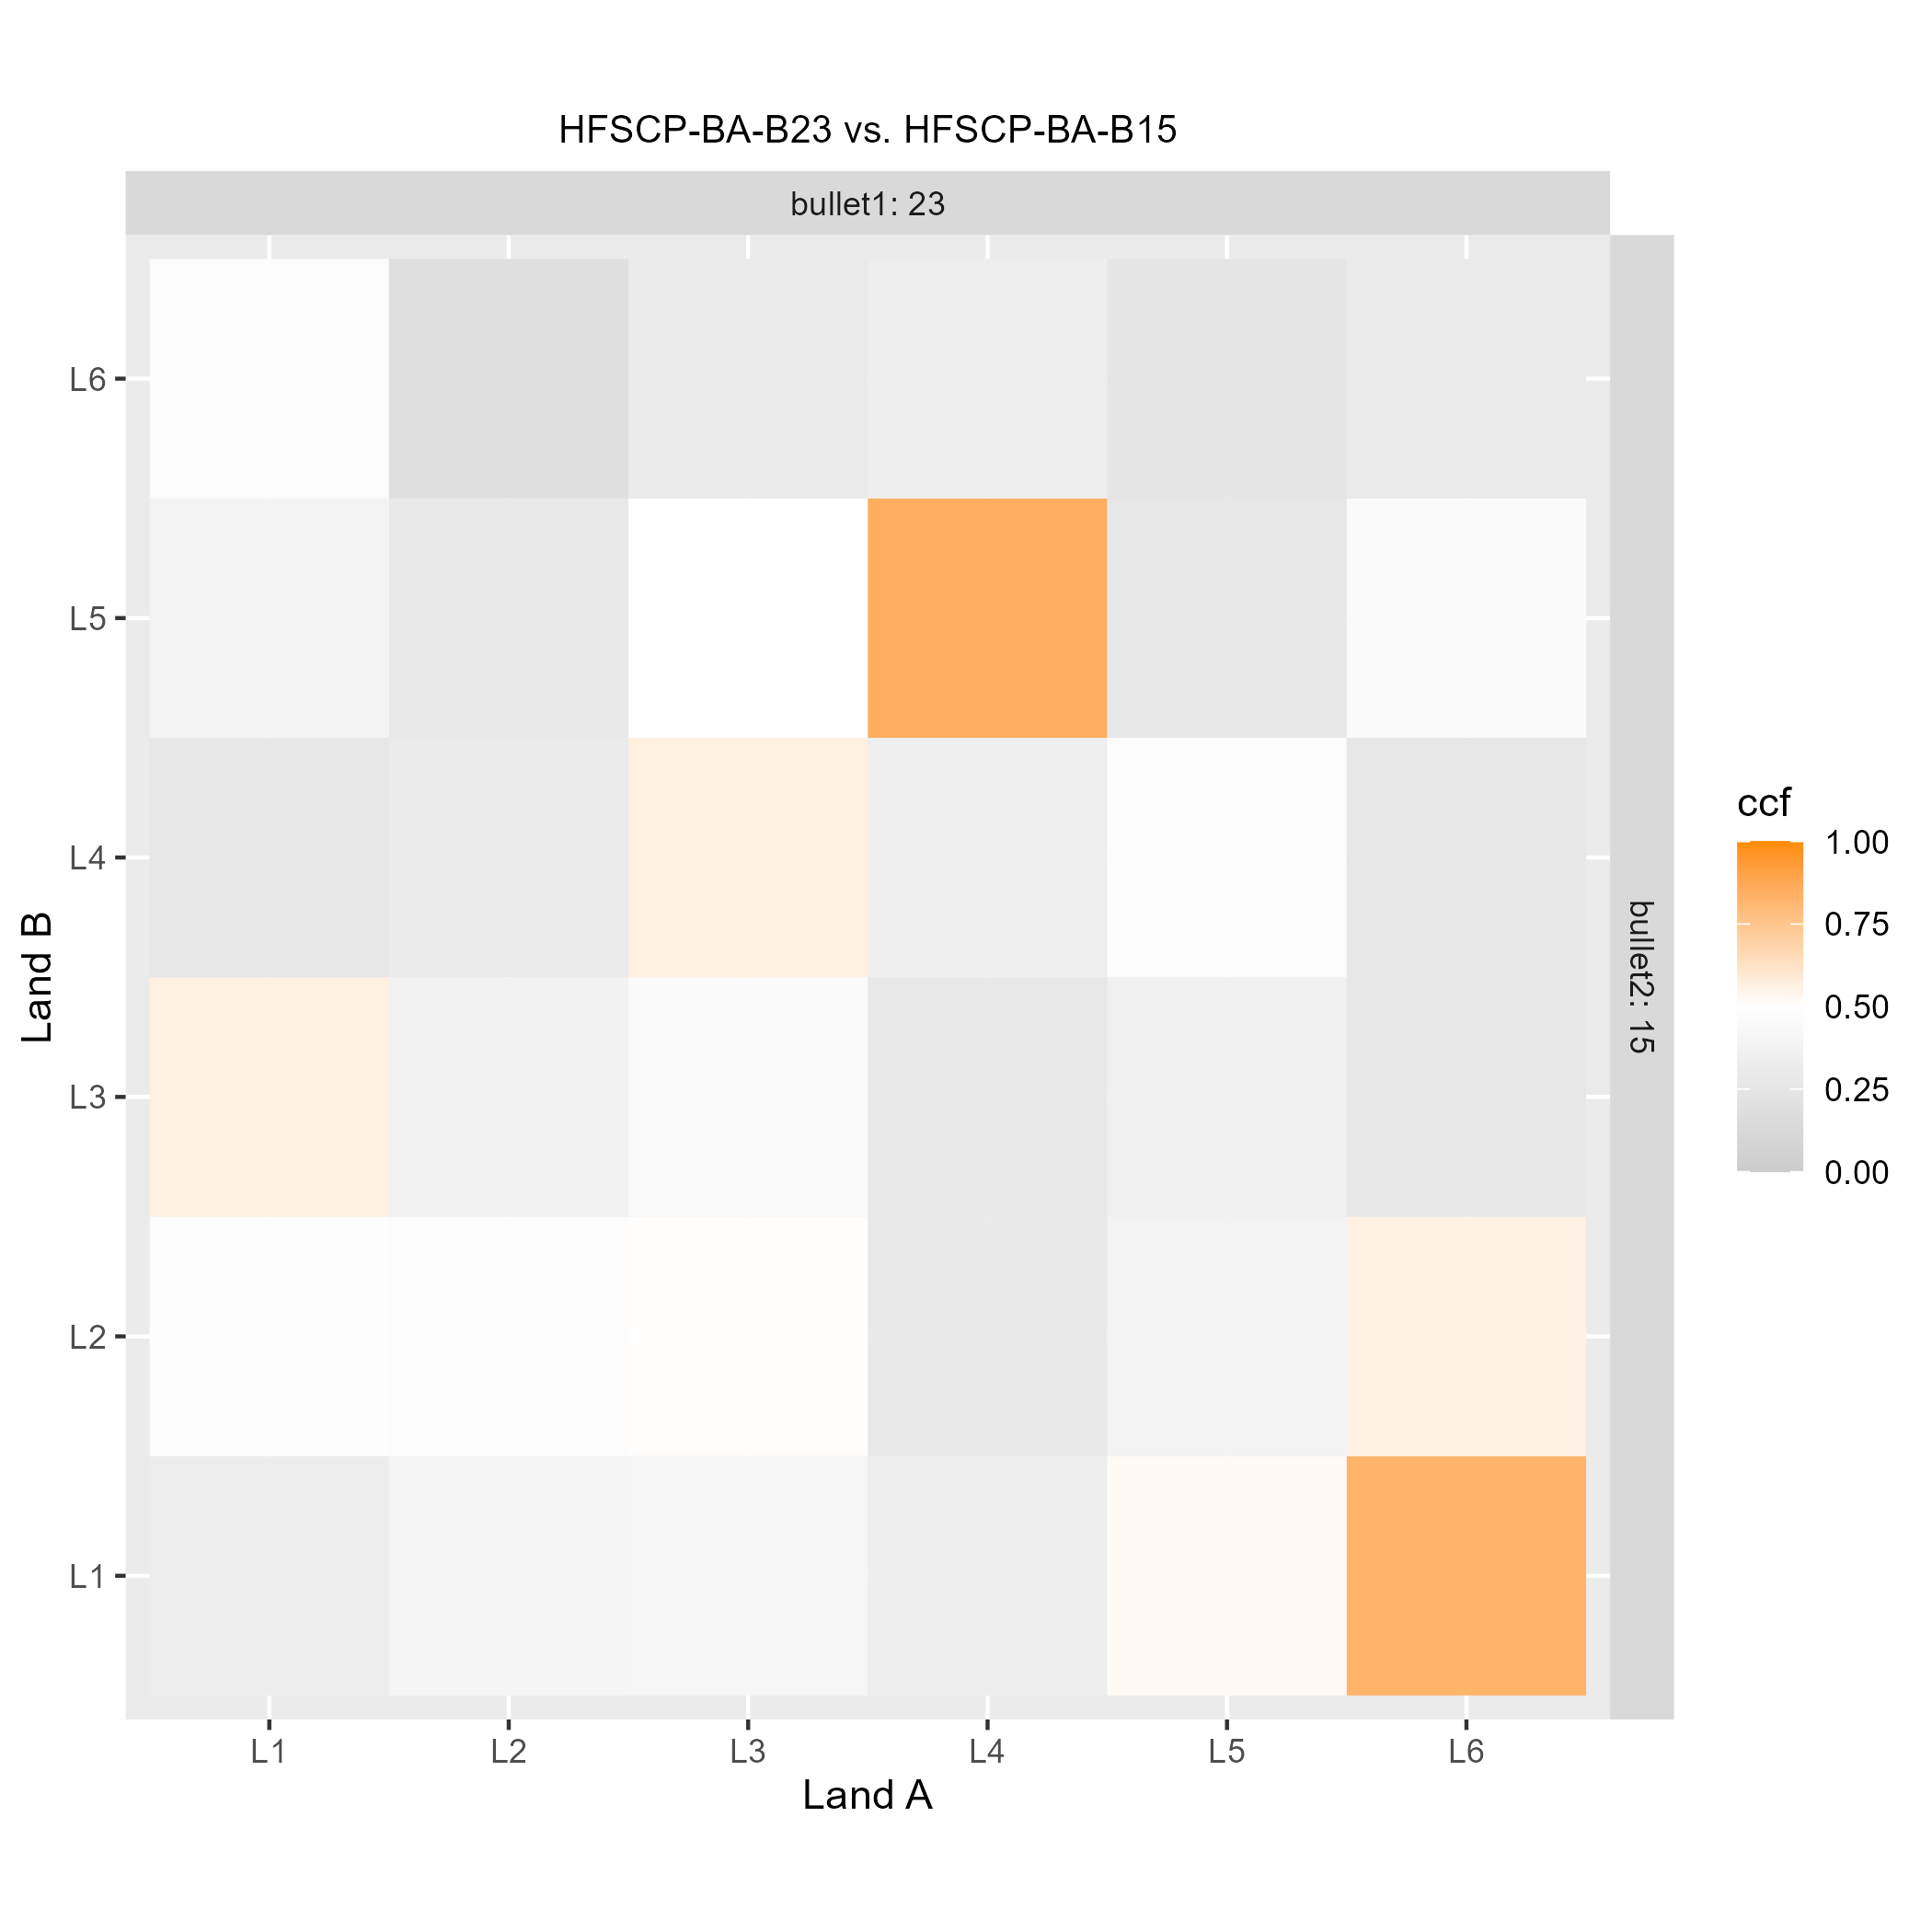 HFSCP-BA-B23 vs. HFSCP-BA-B15
bullet1: 23
L6
L5
L4
L3
L2
L1
Land B
bullet2: 15
L1 L2 L3 L4 L5 L6
Land A
ccf
1.00
0.75
0.50
0.25
0.00